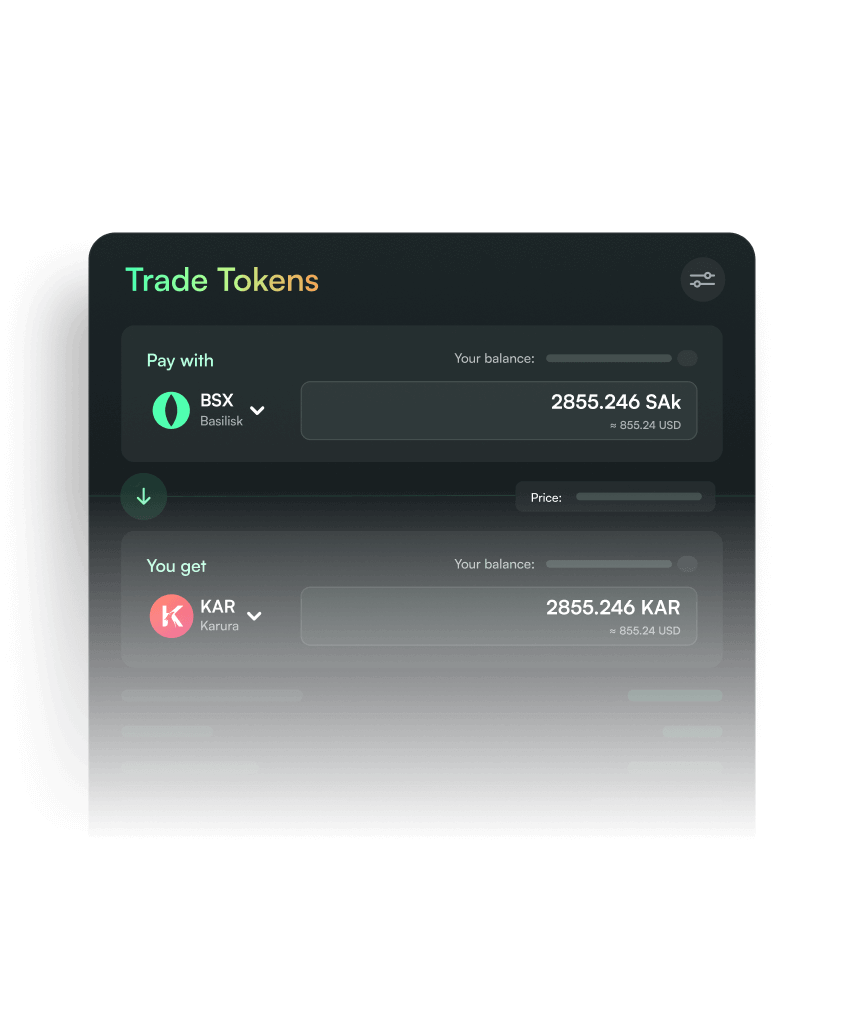 Trade Tokens
Pay with
Your balance:
BSX
Basilisk
2855.246 SAk
≈ 855.24 USD
Price:
You get
Your balance:
KAR
Karura
2855.246 KAR
≈ 855.24 USD